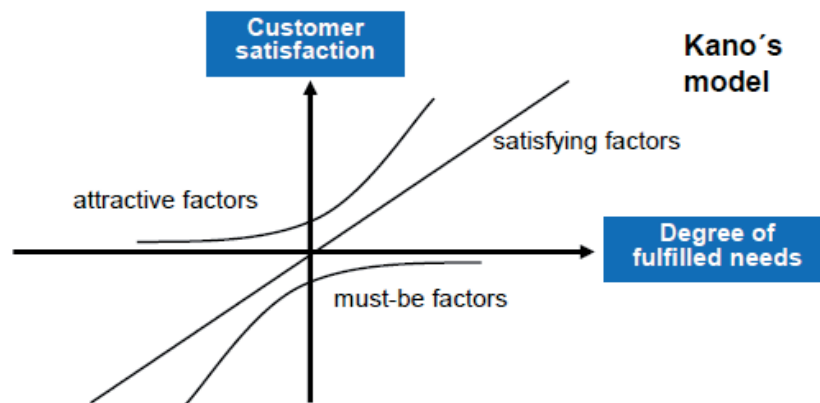 Customer
satisfaction
Kano´s
model
satisfying factors
attractive factors
Degree of
fulfilled needs
must-be factors